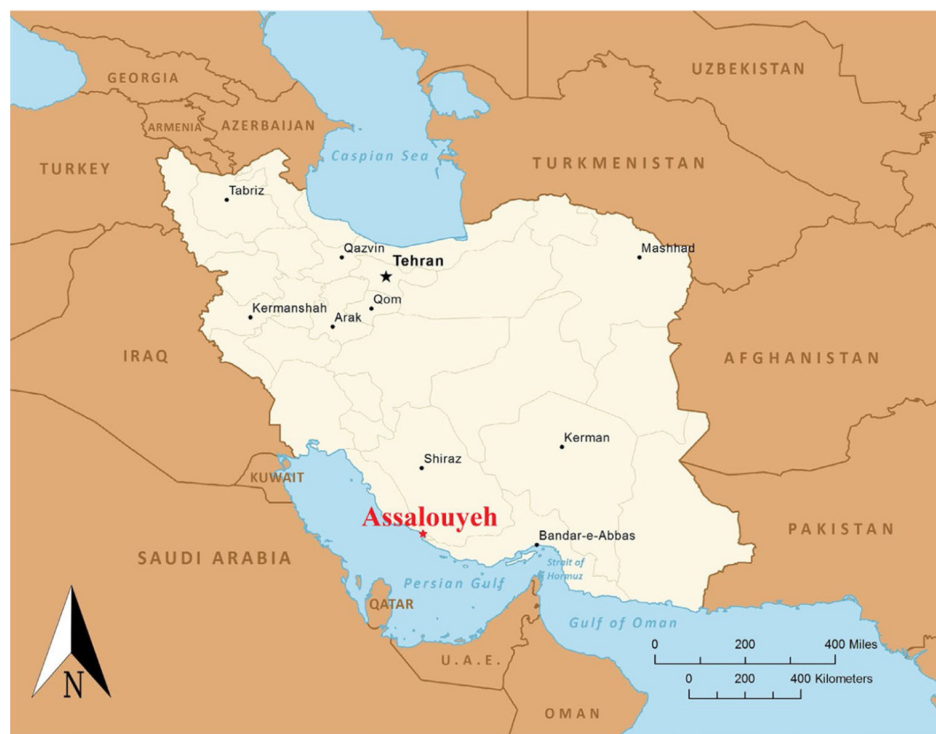 UZBEKISTAN
GEORGIA
ARMENIA
AZERBAIJAN
Caspian Sea
TURKMENISTAN
TURKEY
Tabriz
Qazvin
Tehran
Mashhad
Qom
Kermanshah
Arak
IRAQ
AFGHANISTAN
Kerman
Shiraz
KUWAIT
Assalouyeh
PAKISTAN
Bandar-e-Abbas
SAUDI ARABIA
Strait of
Hormuz
Persian Gulf
QATAR
Gulf of Oman
0 200 400 Miles
U.A.E.
0 200 400 Kilometers
N
OMAN